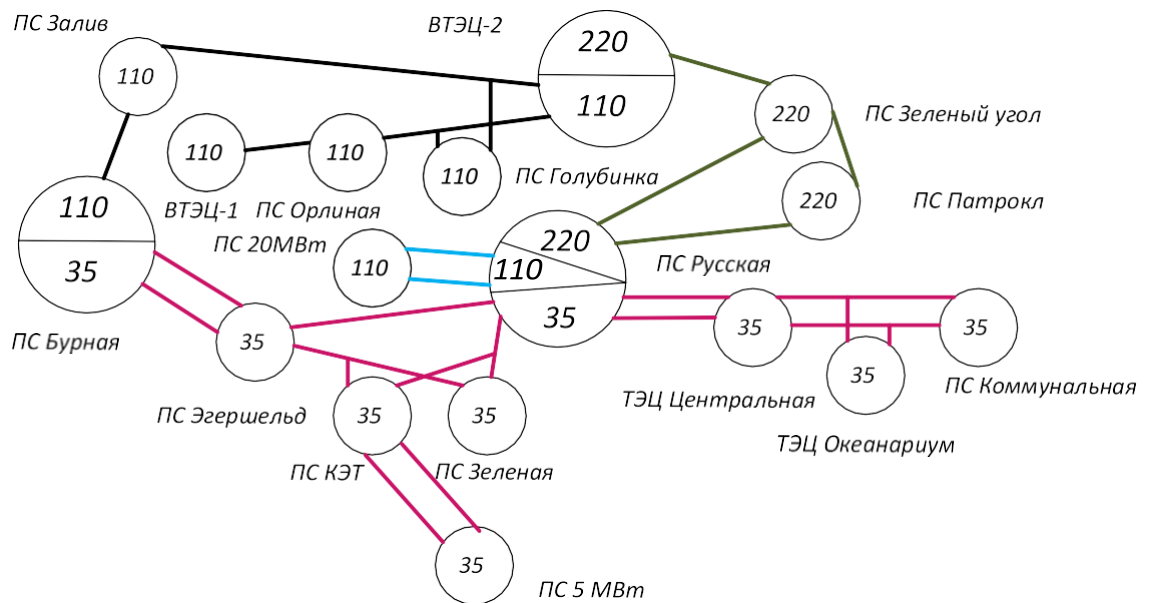 ПС Залив
ВТЭЦ-2
220
110
110
220
ПС Зеленый угол
110
110
110
ПС Голубинка
220
ПС Патрокл
ВТЭЦ-1
ПС Орлиная
110
35
ПС Бурная
ПС 20МВт
110
220
110
35
ПС Русская
35
ПС Эгершельд
35
ТЭЦ Центральная
35
ПС Коммунальная
35
ТЭЦ Океанариум
35
ПС КЭТ
35
ПС Зеленая
35
ПС 5 МВт